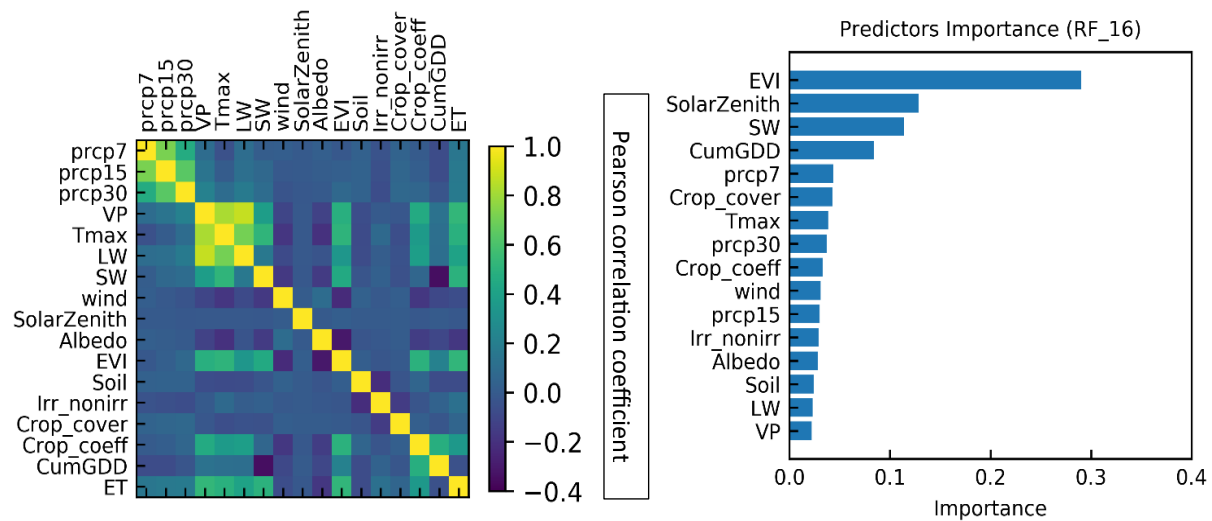 prcp7
prcp15
prcp30
VP
Tmax
LW
SW
wind
SolarZenith
Albedo
EVI
Soil
Irr_nonirr
Crop_cover
Crop_coeff
CumGDD
ET
prcp7
prcp15
prcp30
VP
Tmax
LW
SW
wind
SolarZenith
Albedo
EVI
Soil
Irr_nonirr
Crop_cover
Crop_coeff
CumGDD
ET
1.0
0.8
0.6
0.4
0.2
0.0
−0.2
−0.4
Pearson correlation coefficient
Predictors Importance (RF_16)
EVI
SolarZenith
SW
CumGDD
prcp7
Crop_cover
Tmax
prcp30
Crop_coeff
wind
prcp15
Irr_nonirr
Albedo
Soil
LW
VP
0.0 0.1 0.2 0.3 0.4
Importance